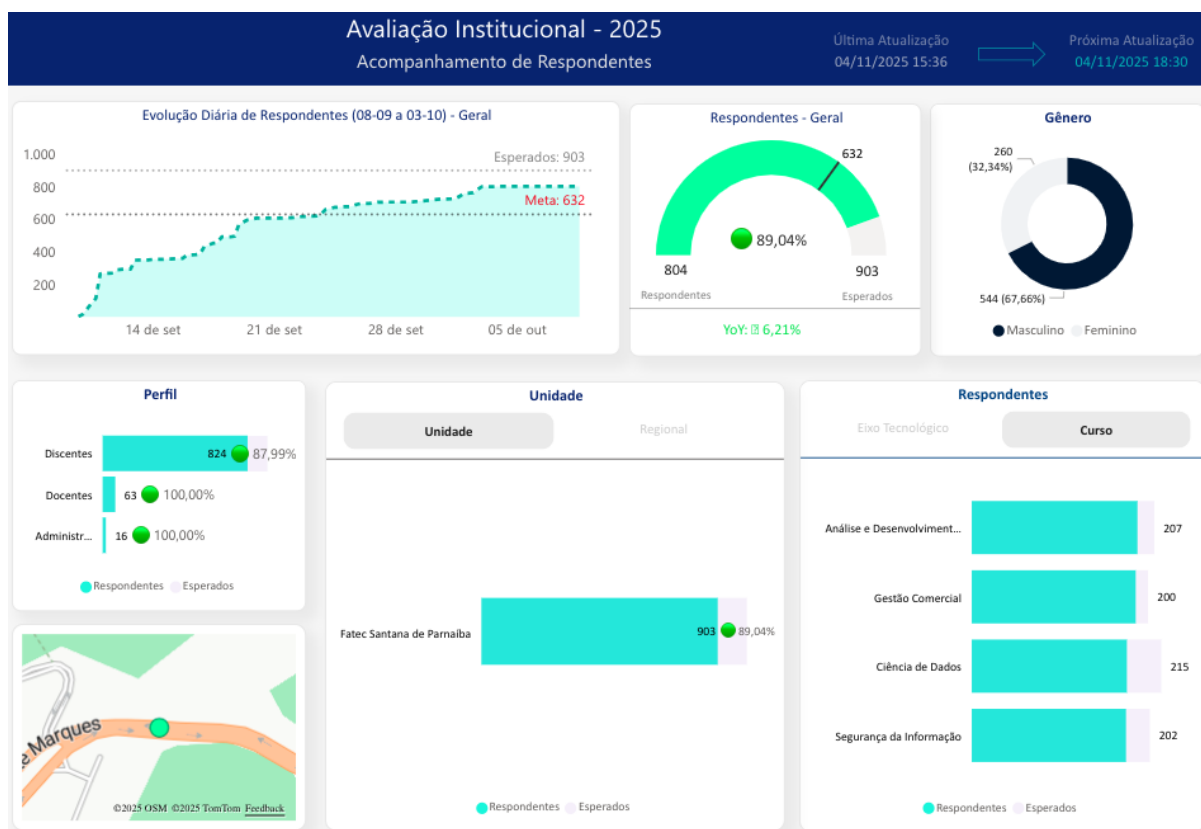 Avaliação Institucional - 2025
Acompanhamento de Respondentes
Última Atualização
04/11/2025 15:36
Próxima Atualização
04/11/2025 18:30
Evolução Diária de Respondentes (08-09 a 03-10) - Geral
1.000
800
600
400
200
Esperados: 903
Meta: 632
14 de set
21 de set
28 de set
05 de out
Respondentes - Geral
632
89,04%
804
903
Respondentes
Esperados
YoY: 6,21%
Gênero
260
(32,34%)
544 (67,66%)
Masculino Feminino
Perfil
Discentes 824 87,99%
Docentes 63 100,00%
Administr... 16 100,00%
Respondentes Esperados
e Marques
©2025 OSM ©2025 TomTom Feedback
Unidade
Unidade Regional
Fatec Santana de Parnaíba 903 89,04%
Respondentes Esperados
Respondentes
Eixo Tecnológico Curso
Análise e Desenvolviment... 207
Gestão Comercial 200
Ciência de Dados 215
Segurança da Informação 202
Respondentes Esperados